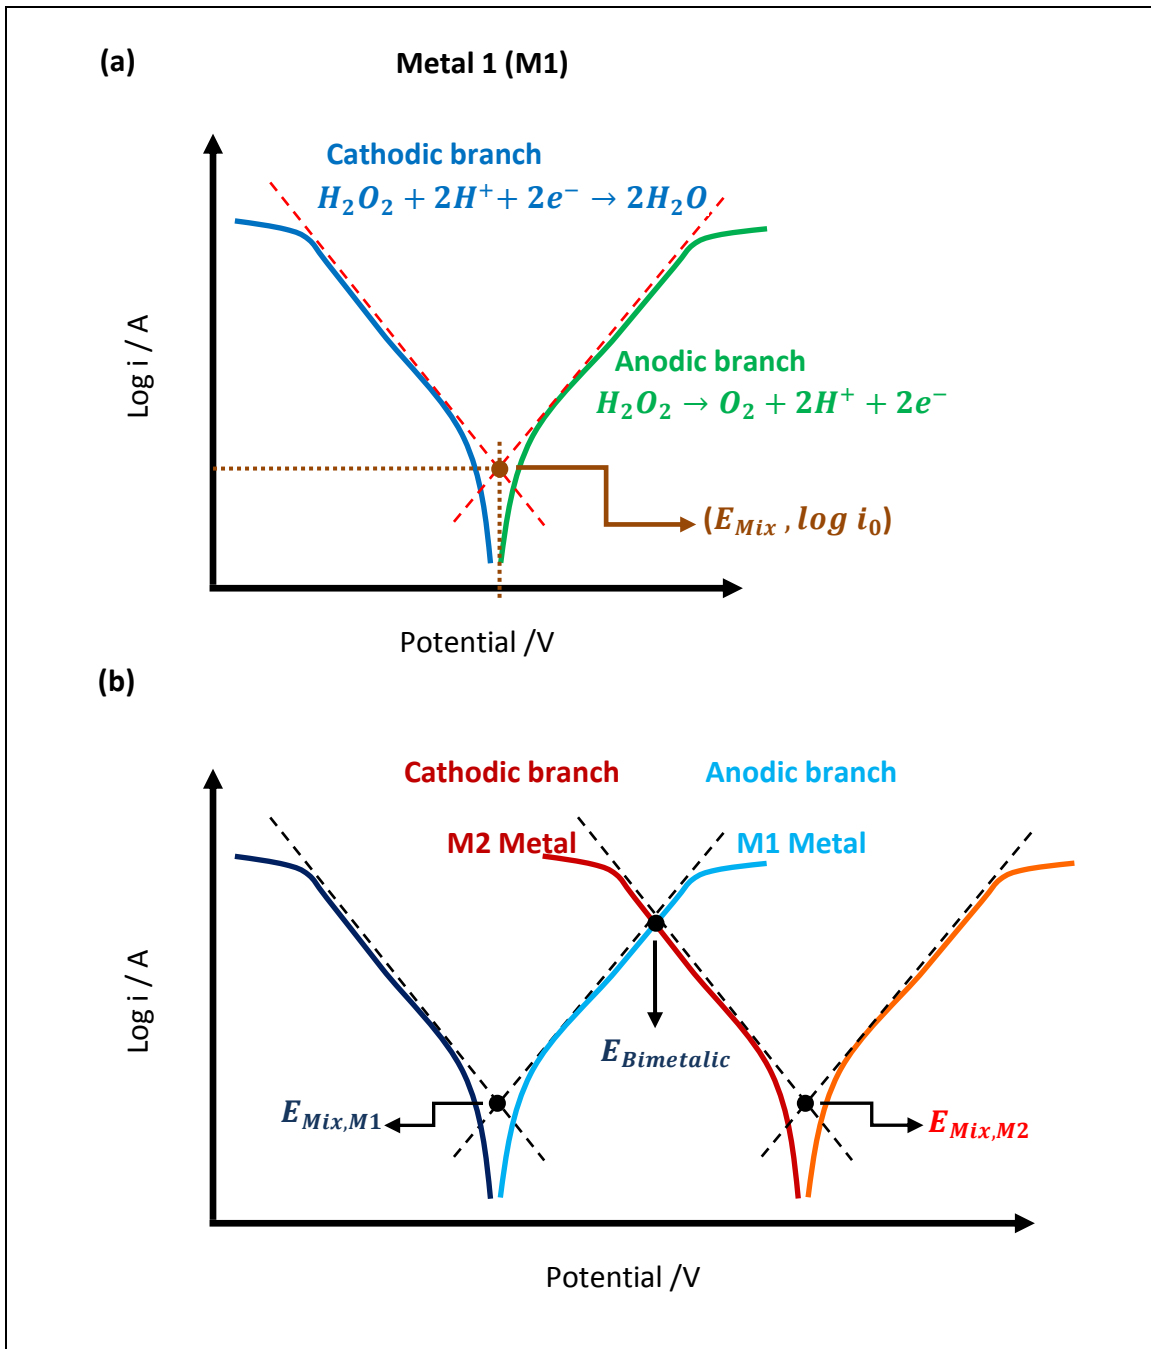 (a)
Metal 1 (M1)
Cathodic branch
H₂O₂ + 2H⁺ + 2e⁻ → 2H₂O
Log i / A
Anodic branch
H₂O₂ → O₂ + 2H⁺ + 2e⁻
(E_Mix , log i₀)
Potential /V
(b)
Cathodic branch
Anodic branch
M2 Metal
M1 Metal
Log i / A
E_Bimetalic
E_Mix,M1
E_Mix,M2
Potential /V